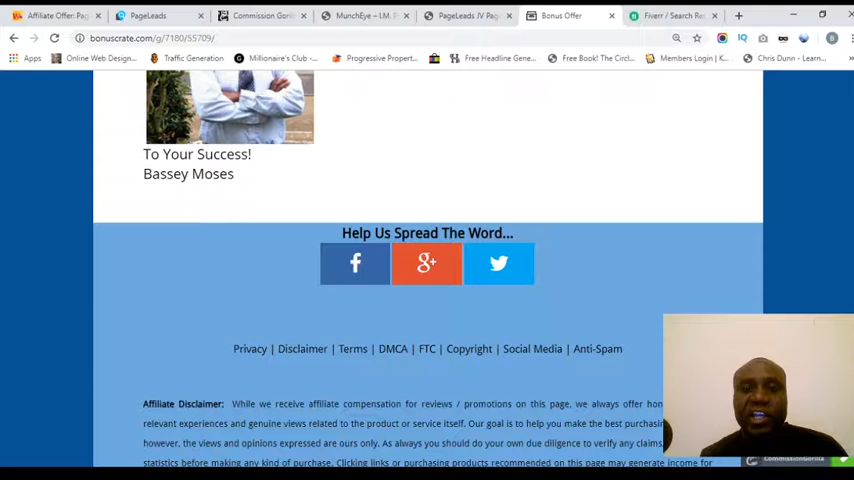 Affiliate Offer: Pag
PageLeads
Commission Goril
MunchEye – I.M. P
PageLeads JV Pag
Bonus Offer
Fiverr / Search Re
bonuscrate.com/g/7180/55709/
Apps
Online Web Design...
Traffic Generation
Millionaire's Club -...
Progressive Propert...
Free Headline Gene...
Free Book! The Circl...
Members Login | K...
Chris Dunn - Learn...
To Your Success!
Bassey Moses
Help Us Spread The Word...
f
g+
Privacy | Disclaimer | Terms | DMCA | FTC | Copyright | Social Media | Anti-Spam
Affiliate Disclaimer: While we receive affiliate compensation for reviews / promotions on this page, we always offer hon
relevant experiences and genuine views related to the product or service itself. Our goal is to help you make the best purchasin
however, the views and opinions expressed are ours only. As always you should do your own due diligence to verify any claims,
statistics before making any kind of purchase. Clicking links or purchasing products recommended on this page may generate income for
CommissionGorilla